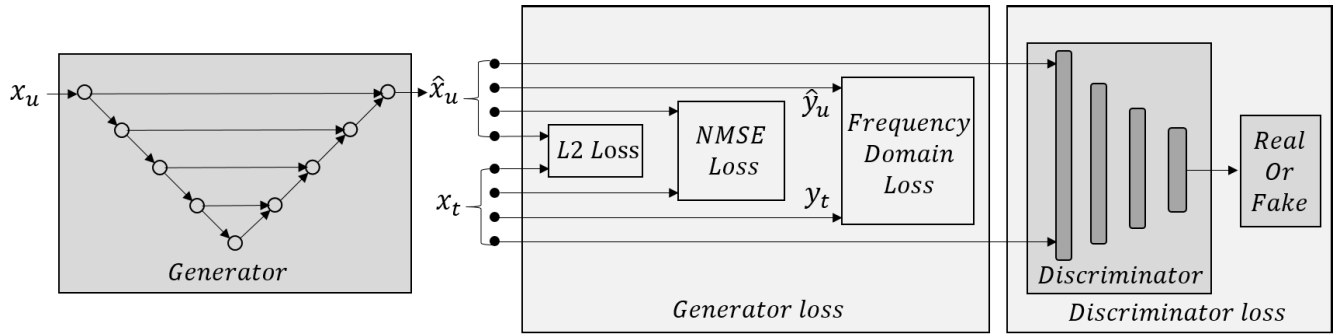 x_u
Generator
x̂_u
x_t
L2 Loss
NMSE
Loss
ŷ_u
y_t
Frequency
Domain
Loss
Generator loss
Discriminator
Real
Or
Fake
Discriminator loss